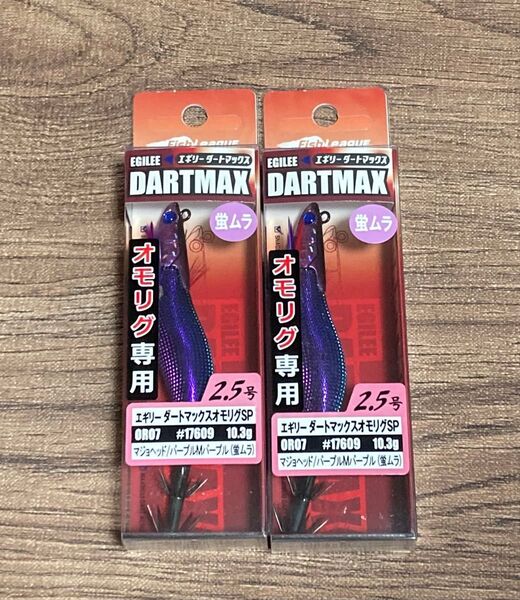 Fish League
EGILEE エギリー ダートマックス
DARTMAX
蛍ムラ
オモリグ専用
2.5号
エギリー ダートマックスオモリグSP
OR07 #17609 10.3g
マジョヘッド/パープルMパープル (蛍ムラ)
Fish League
EGILEE エギリー ダートマックス
DARTMAX
蛍ムラ
オモリグ専用
2.5号
エギリー ダートマックスオモリグSP
OR07 #17609 10.3g
マジョヘッド/パープルMパープル (蛍ムラ)